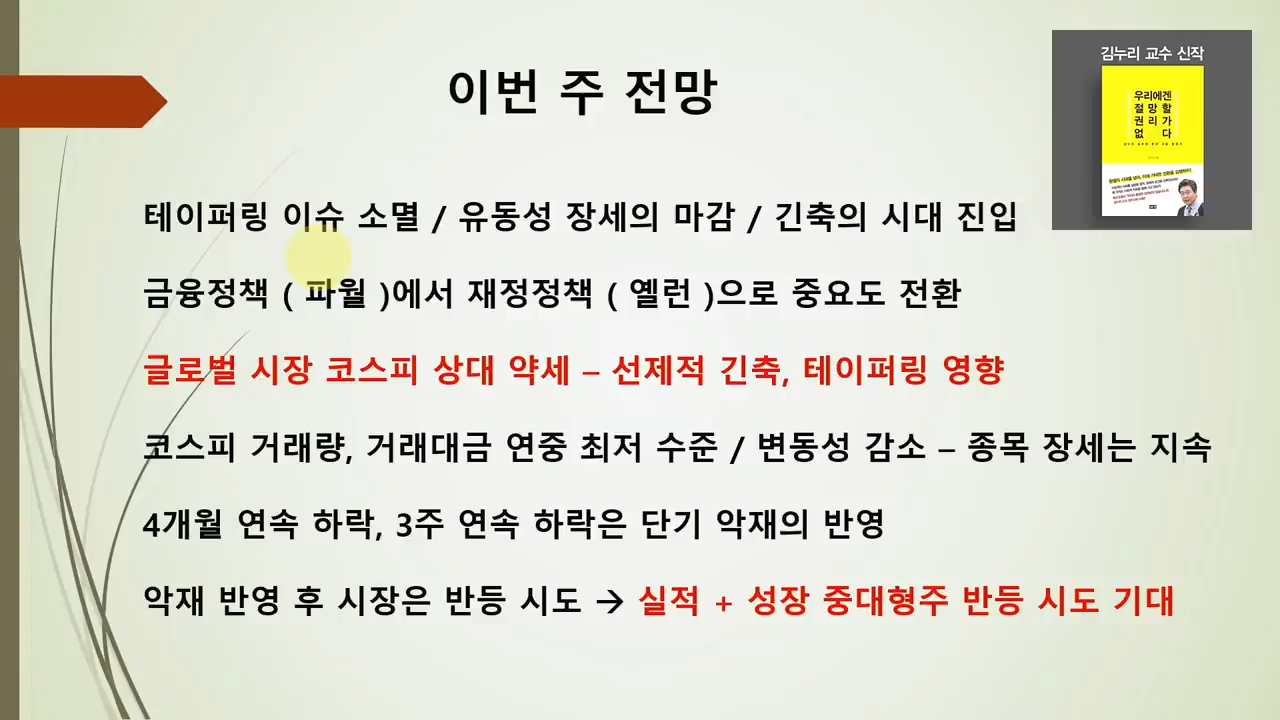 이번 주 전망
김누리 교수 신작
우리에겐
절망할
권리가
없다
테이퍼링 이슈 소멸 / 유동성 장세의 마감 / 긴축의 시대 진입
금융정책 ( 파월 )에서 재정정책 ( 옐런 )으로 중요도 전환
글로벌 시장 코스피 상대 약세 – 선제적 긴축, 테이퍼링 영향
코스피 거래량, 거래대금 연중 최저 수준 / 변동성 감소 – 종목 장세는 지속
4개월 연속 하락, 3주 연속 하락은 단기 악재의 반영
악재 반영 후 시장은 반등 시도 → 실적 + 성장 중대형주 반등 시도 기대